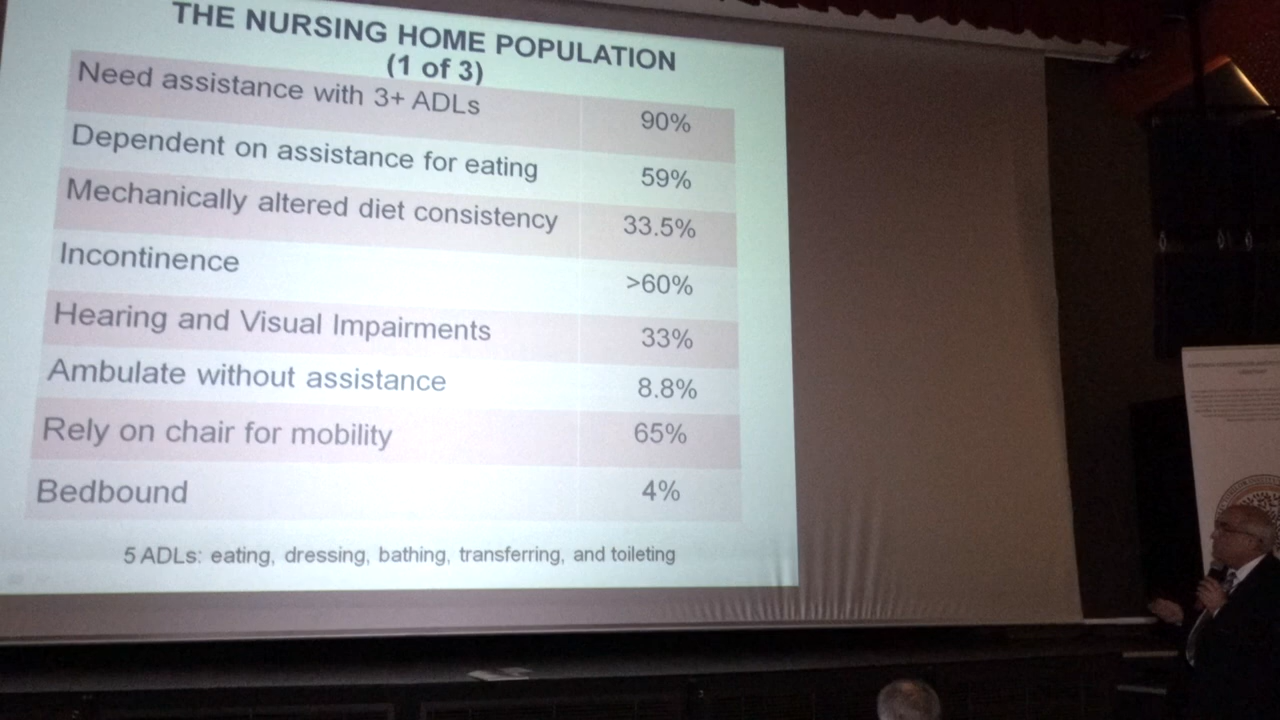 THE NURSING HOME POPULATION
(1 of 3)
Need assistance with 3+ ADLs 90%
Dependent on assistance for eating 59%
Mechanically altered diet consistency 33.5%
Incontinence >60%
Hearing and Visual Impairments 33%
Ambulate without assistance 8.8%
Rely on chair for mobility 65%
Bedbound 4%
5 ADLs: eating, dressing, bathing, transferring, and toileting